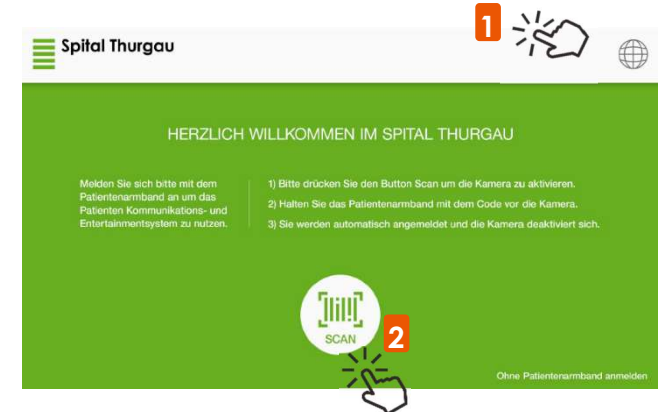 1
Spital Thurgau
HERZLICH WILLKOMMEN IM SPITAL THURGAU
Melden Sie sich bitte mit dem
Patientenarmband an um das
Patienten Kommunikations- und
Entertainmentsystem zu nutzen.
1) Bitte drücken Sie den Button Scan um die Kamera zu aktivieren.
2) Halten Sie das Patientenarmband mit dem Code vor die Kamera.
3) Sie werden automatisch angemeldet und die Kamera deaktiviert sich.
SCAN
2
Ohne Patientenarmband anmelden